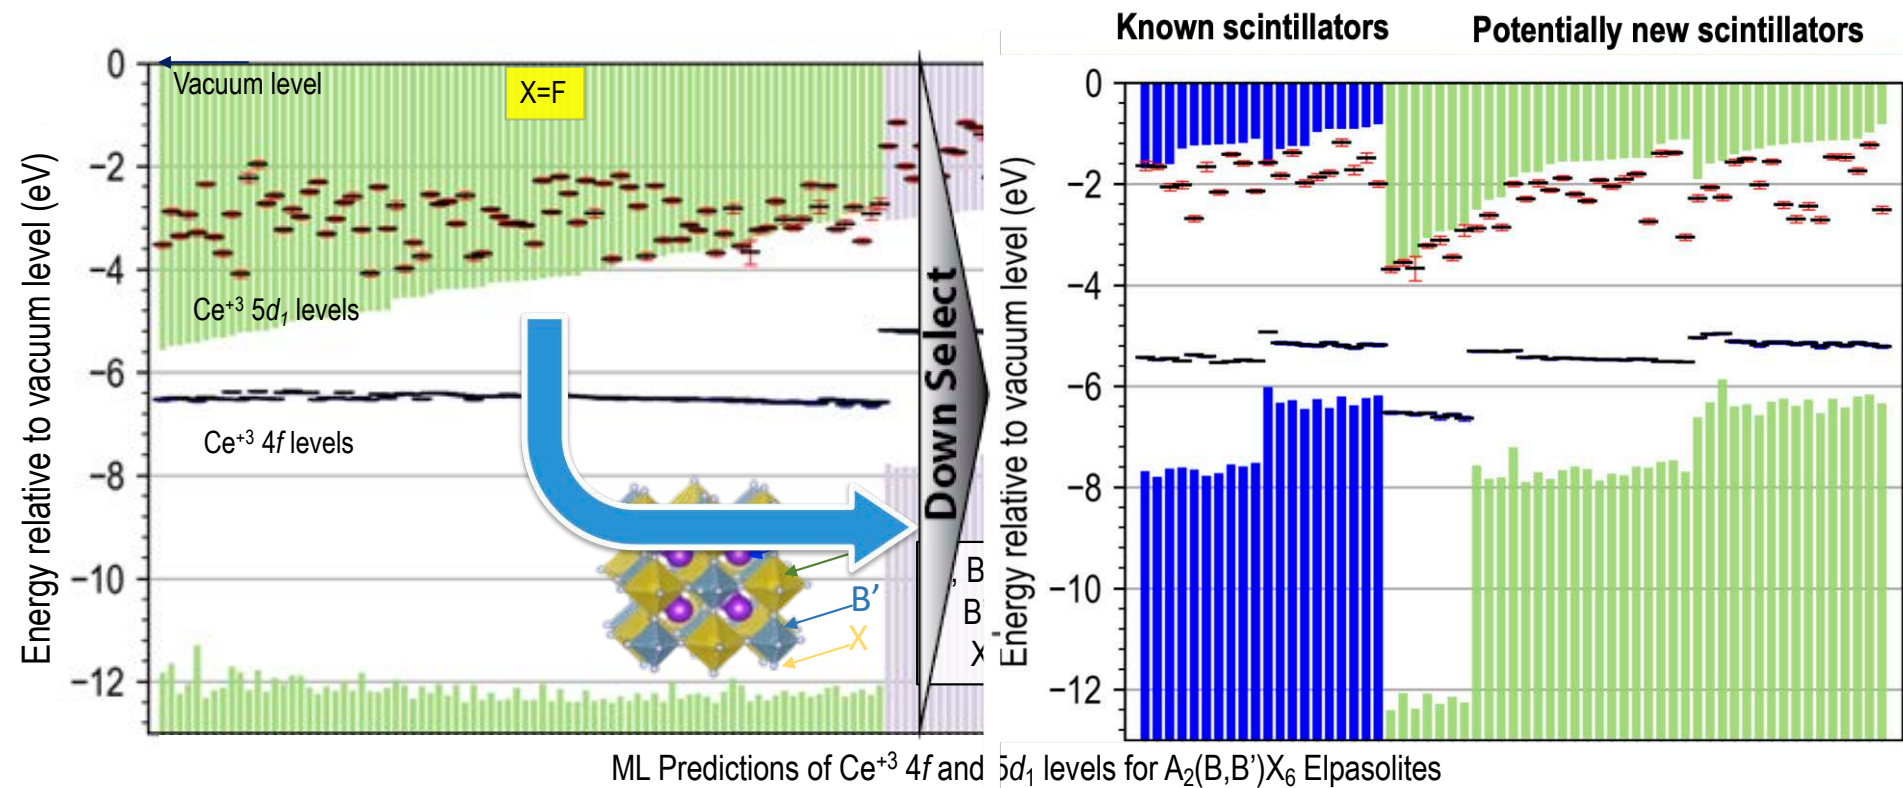 Known scintillators
Potentially new scintillators
0
−2
−4
−6
−8
−10
−12
Energy relative to vacuum level (eV)
Vacuum level
X=F
Ce+3 5d1 levels
Ce+3 4f levels
B’
X
Down Select
, B
B
X
0
−2
−4
−6
−8
−10
−12
Energy relative to vacuum level (eV)
ML Predictions of Ce+3 4f and 5d1 levels for A2(B,B’)X6 Elpasolites